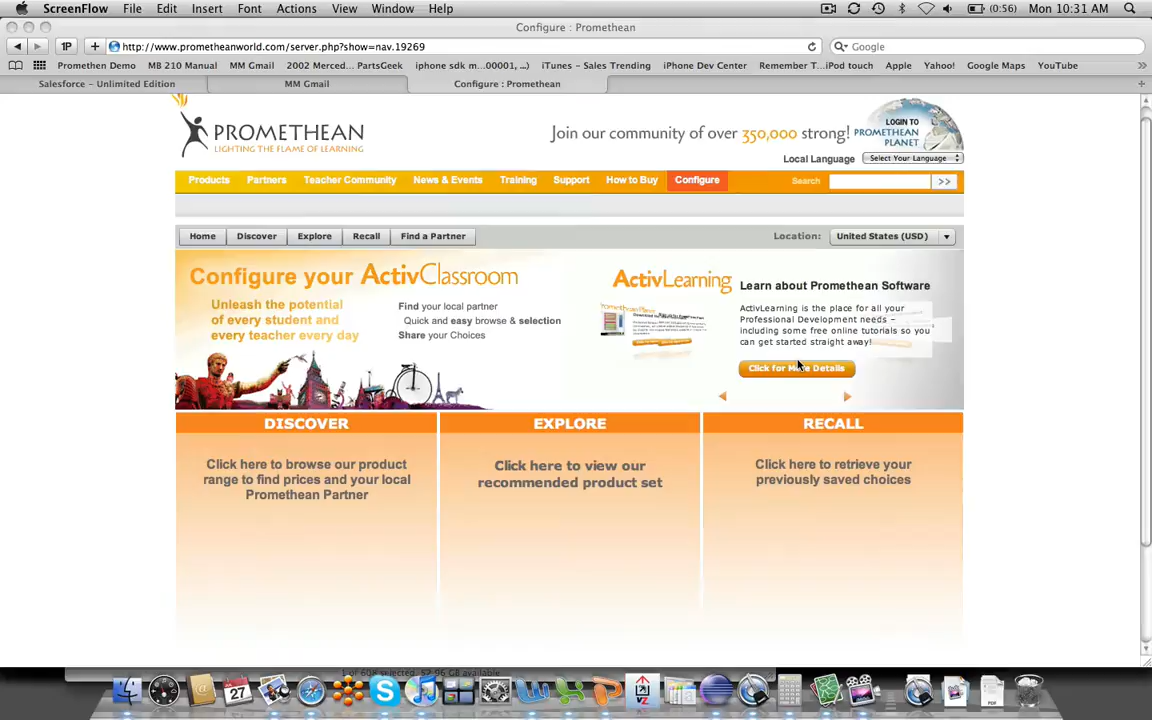 ScreenFlow File Edit Insert Font Actions View Window Help (0:56) Mon 10:31 AM
Configure : Promethean
1P + http://www.prometheanworld.com/server.php?show=nav.19269 Google
Promethen Demo MB 210 Manual MM Gmail 2002 Merced... PartsGeek iphone sdk m...00001, ...) iTunes - Sales Trending iPhone Dev Center Remember T...iPod touch Apple Yahoo! Google Maps YouTube
Salesforce - Unlimited Edition MM Gmail Configure : Promethean
PROMETHEAN
LIGHTING THE FLAME OF LEARNING
Join our community of over 350,000 strong!
LOGIN TO
PROMETHEAN
PLANET
Local Language Select Your Language
Products Partners Teacher Community News & Events Training Support How to Buy Configure Search >>
Home Discover Explore Recall Find a Partner Location: United States (USD)
Configure your ActivClassroom
Unleash the potential
of every student and
every teacher every day
Find your local partner
Quick and easy browse & selection
Share your Choices
ActivLearning
Learn about Promethean Software
ActivLearning is the place for all your
Professional Development needs –
including some free online tutorials so you
can get started straight away!
Click for More Details
DISCOVER
Click here to browse our product
range to find prices and your local
Promethean Partner
EXPLORE
Click here to view our
recommended product set
RECALL
Click here to retrieve your
previously saved choices
1 of 608 selected, 57.96 GB available
27